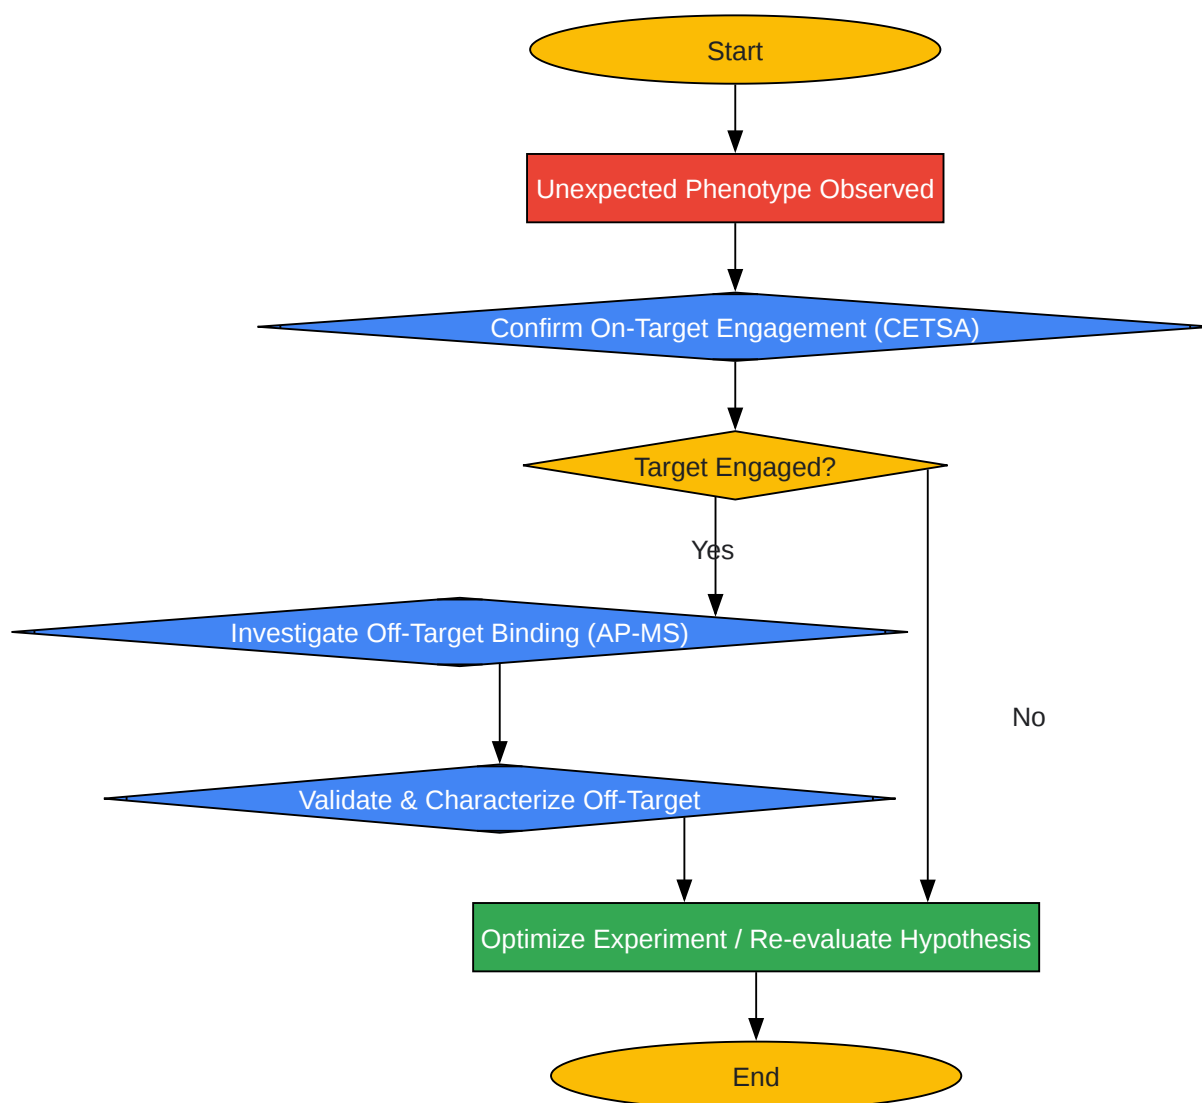 Start
Unexpected Phenotype Observed
Confirm On-Target Engagement (CETSA)
Target Engaged?
Yes
Investigate Off-Target Binding (AP-MS)
No
Validate & Characterize Off-Target
Optimize Experiment / Re-evaluate Hypothesis
End